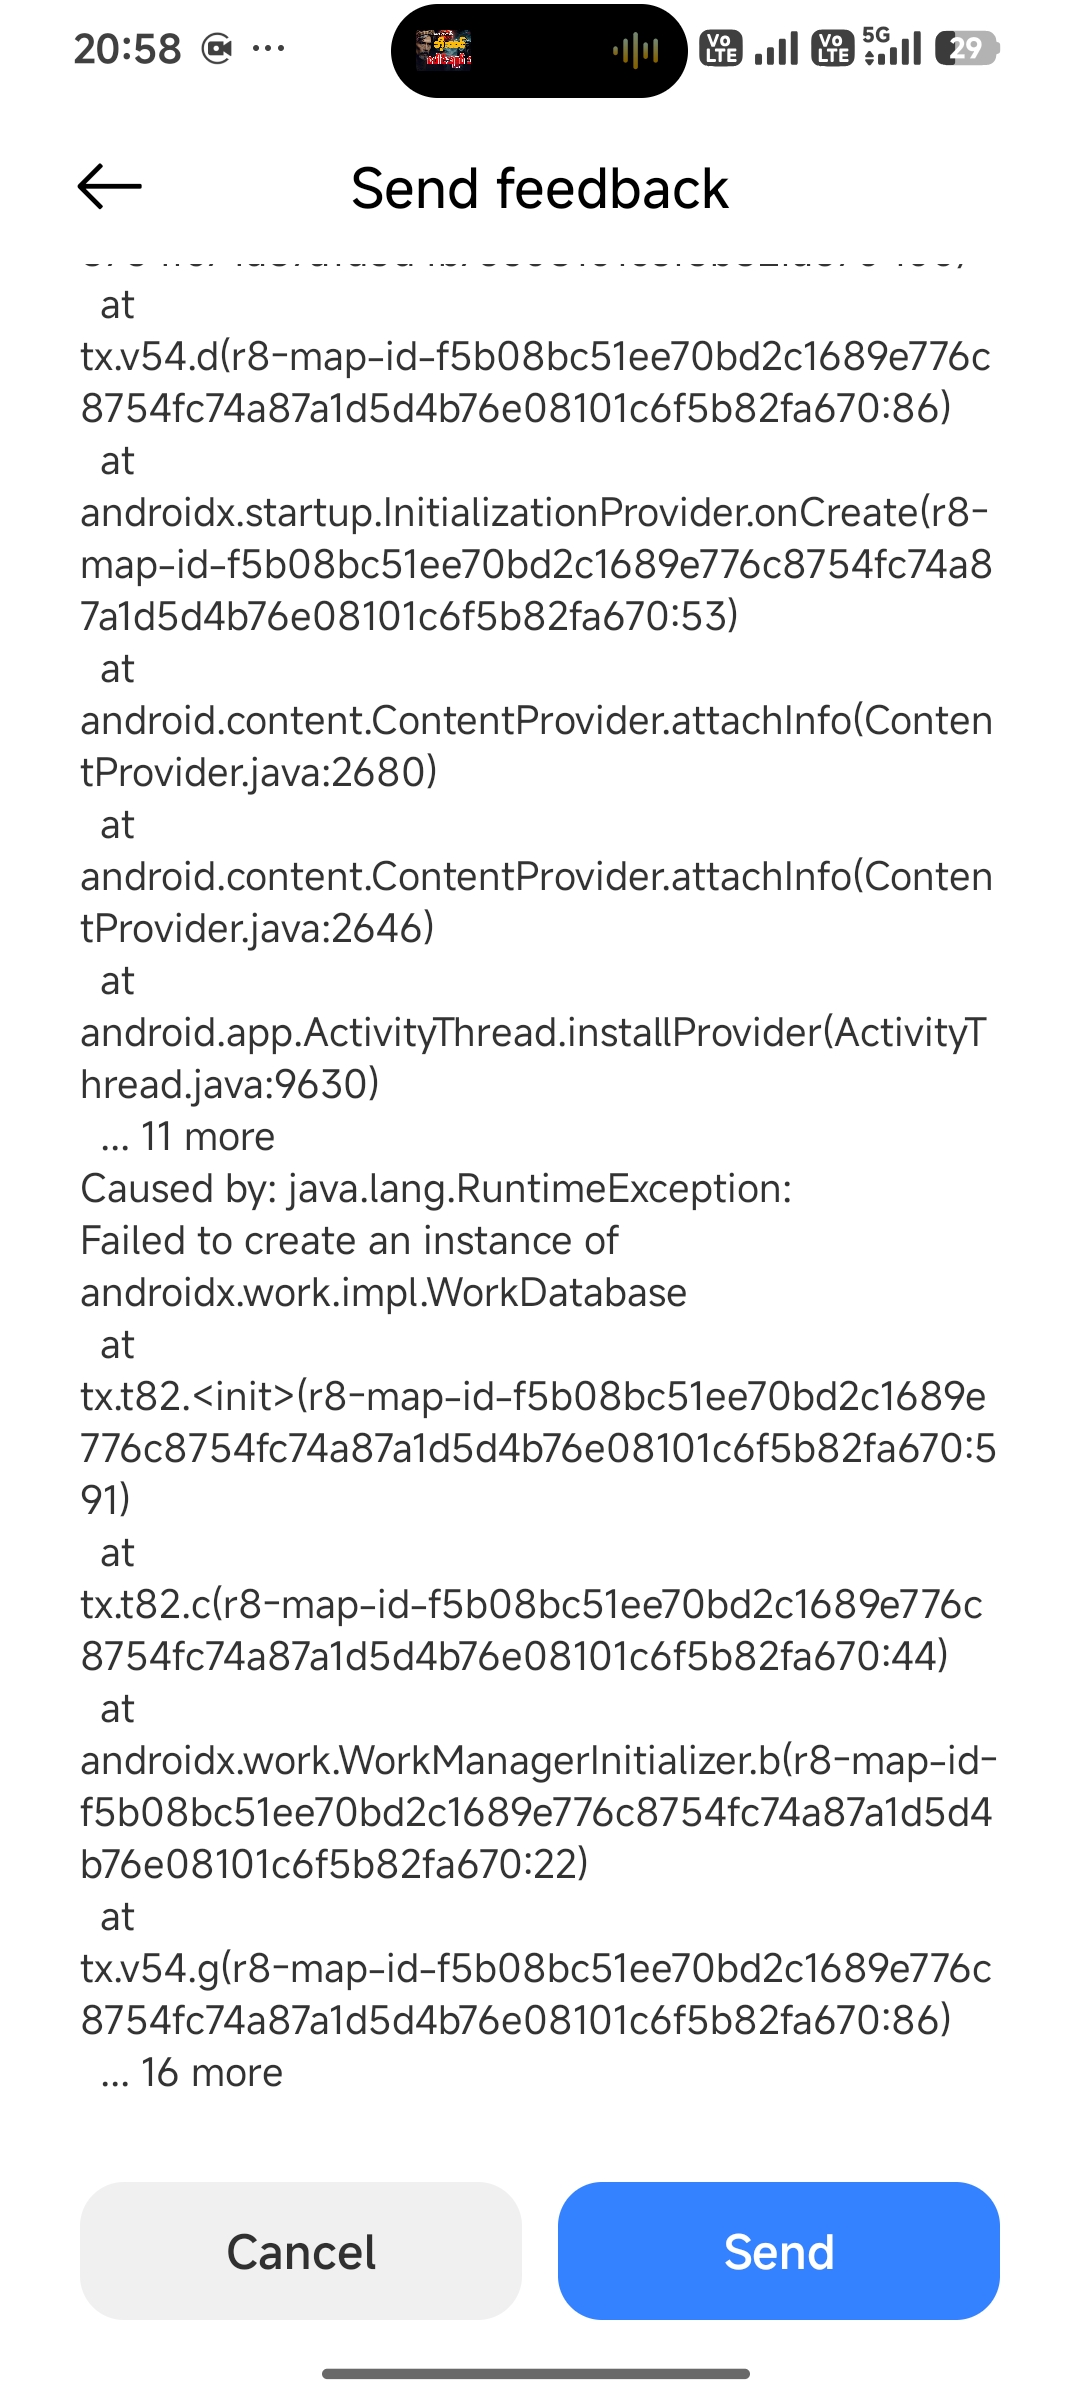 20:58
VoLTE VoLTE 5G 29
Send feedback
at
tx.v54.d(r8-map-id-f5b08bc51ee70bd2c1689e776c
8754fc74a87a1d5d4b76e08101c6f5b82fa670:86)
at
androidx.startup.InitializationProvider.onCreate(r8-
map-id-f5b08bc51ee70bd2c1689e776c8754fc74a8
7a1d5d4b76e08101c6f5b82fa670:53)
at
android.content.ContentProvider.attachInfo(Conten
tProvider.java:2680)
at
android.content.ContentProvider.attachInfo(Conten
tProvider.java:2646)
at
android.app.ActivityThread.installProvider(ActivityT
hread.java:9630)
... 11 more
Caused by: java.lang.RuntimeException:
Failed to create an instance of
androidx.work.impl.WorkDatabase
at
tx.t82.<init>(r8-map-id-f5b08bc51ee70bd2c1689e
776c8754fc74a87a1d5d4b76e08101c6f5b82fa670:5
91)
at
tx.t82.c(r8-map-id-f5b08bc51ee70bd2c1689e776c
8754fc74a87a1d5d4b76e08101c6f5b82fa670:44)
at
androidx.work.WorkManagerInitializer.b(r8-map-id-
f5b08bc51ee70bd2c1689e776c8754fc74a87a1d5d4
b76e08101c6f5b82fa670:22)
at
tx.v54.g(r8-map-id-f5b08bc51ee70bd2c1689e776c
8754fc74a87a1d5d4b76e08101c6f5b82fa670:86)
... 16 more
Cancel
Send